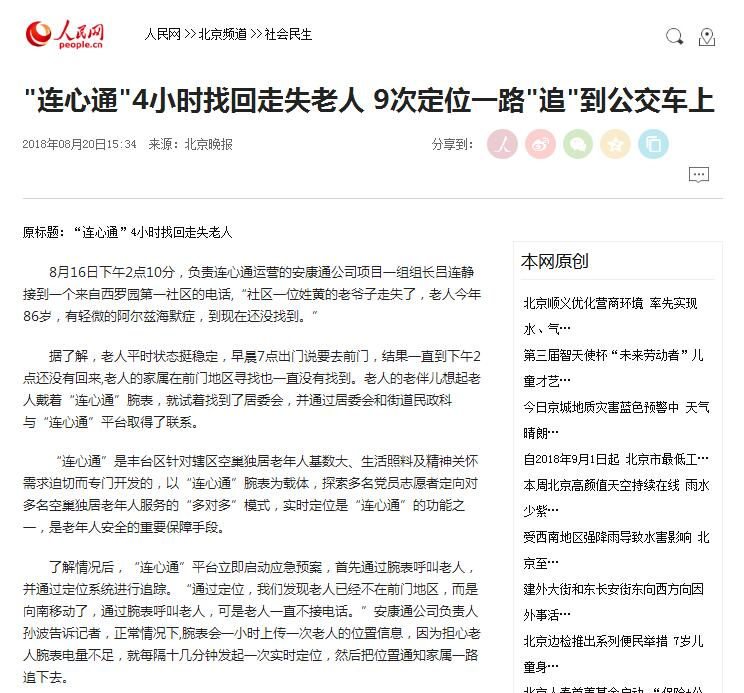 人民网
people.cn
人民网 >> 北京频道 >> 社会民生
"连心通"4小时找回走失老人 9次定位一路"追"到公交车上
2018年08月20日15:34 来源：北京晚报
分享到：
原标题：“连心通”4小时找回走失老人
8月16日下午2点10分，负责连心通运营的安康通公司项目一组组长吕连静
接到一个来自西罗园第一社区的电话，“社区一位姓黄的老爷子走失了，老人今年
86岁，有轻微的阿尔兹海默症，到现在还没找到。”
据了解，老人平时状态挺稳定，早晨7点出门说要去前门，结果一直到下午2
点还没有回来,老人的家属在前门地区寻找也一直没有找到。老人的老伴儿想起老
人戴着“连心通”腕表，就试着找到了居委会，并通过居委会和街道民政科
与“连心通”平台取得了联系。
“连心通”是丰台区针对辖区空巢独居老年人基数大、生活照料及精神关怀
需求迫切而专门开发的，以“连心通”腕表为载体，探索多名党员志愿者定向对
多名空巢独居老年人服务的“多对多”模式，实时定位是“连心通”的功能之
一，是老年人安全的重要保障手段。
了解情况后，“连心通”平台立即启动应急预案，首先通过腕表呼叫老人，
并通过定位系统进行追踪。“通过定位，我们发现老人已经不在前门地区，而是
向南移动了，通过腕表呼叫老人，可是老人一直不接电话。”安康通公司负责人
孙波告诉记者，正常情况下,腕表会一小时上传一次老人的位置信息，因为担心老
人腕表电量不足，就每隔十几分钟发起一次实时定位，然后把位置通知家属一路
追下去。
本网原创
北京顺义优化营商环境 率先实现
水、气…
第三届智天使杯“未来劳动者”儿
童才艺…
今日京城地质灾害蓝色预警中 天气
晴朗…
自2018年9月1日起 北京市最低工…
本周北京高颜值天空持续在线 雨水
少紫…
受西南地区强降雨导致水害影响 北
京至…
建外大街和东长安街东向西方向因
外事活…
北京边检推出系列便民举措 7岁儿
童身…